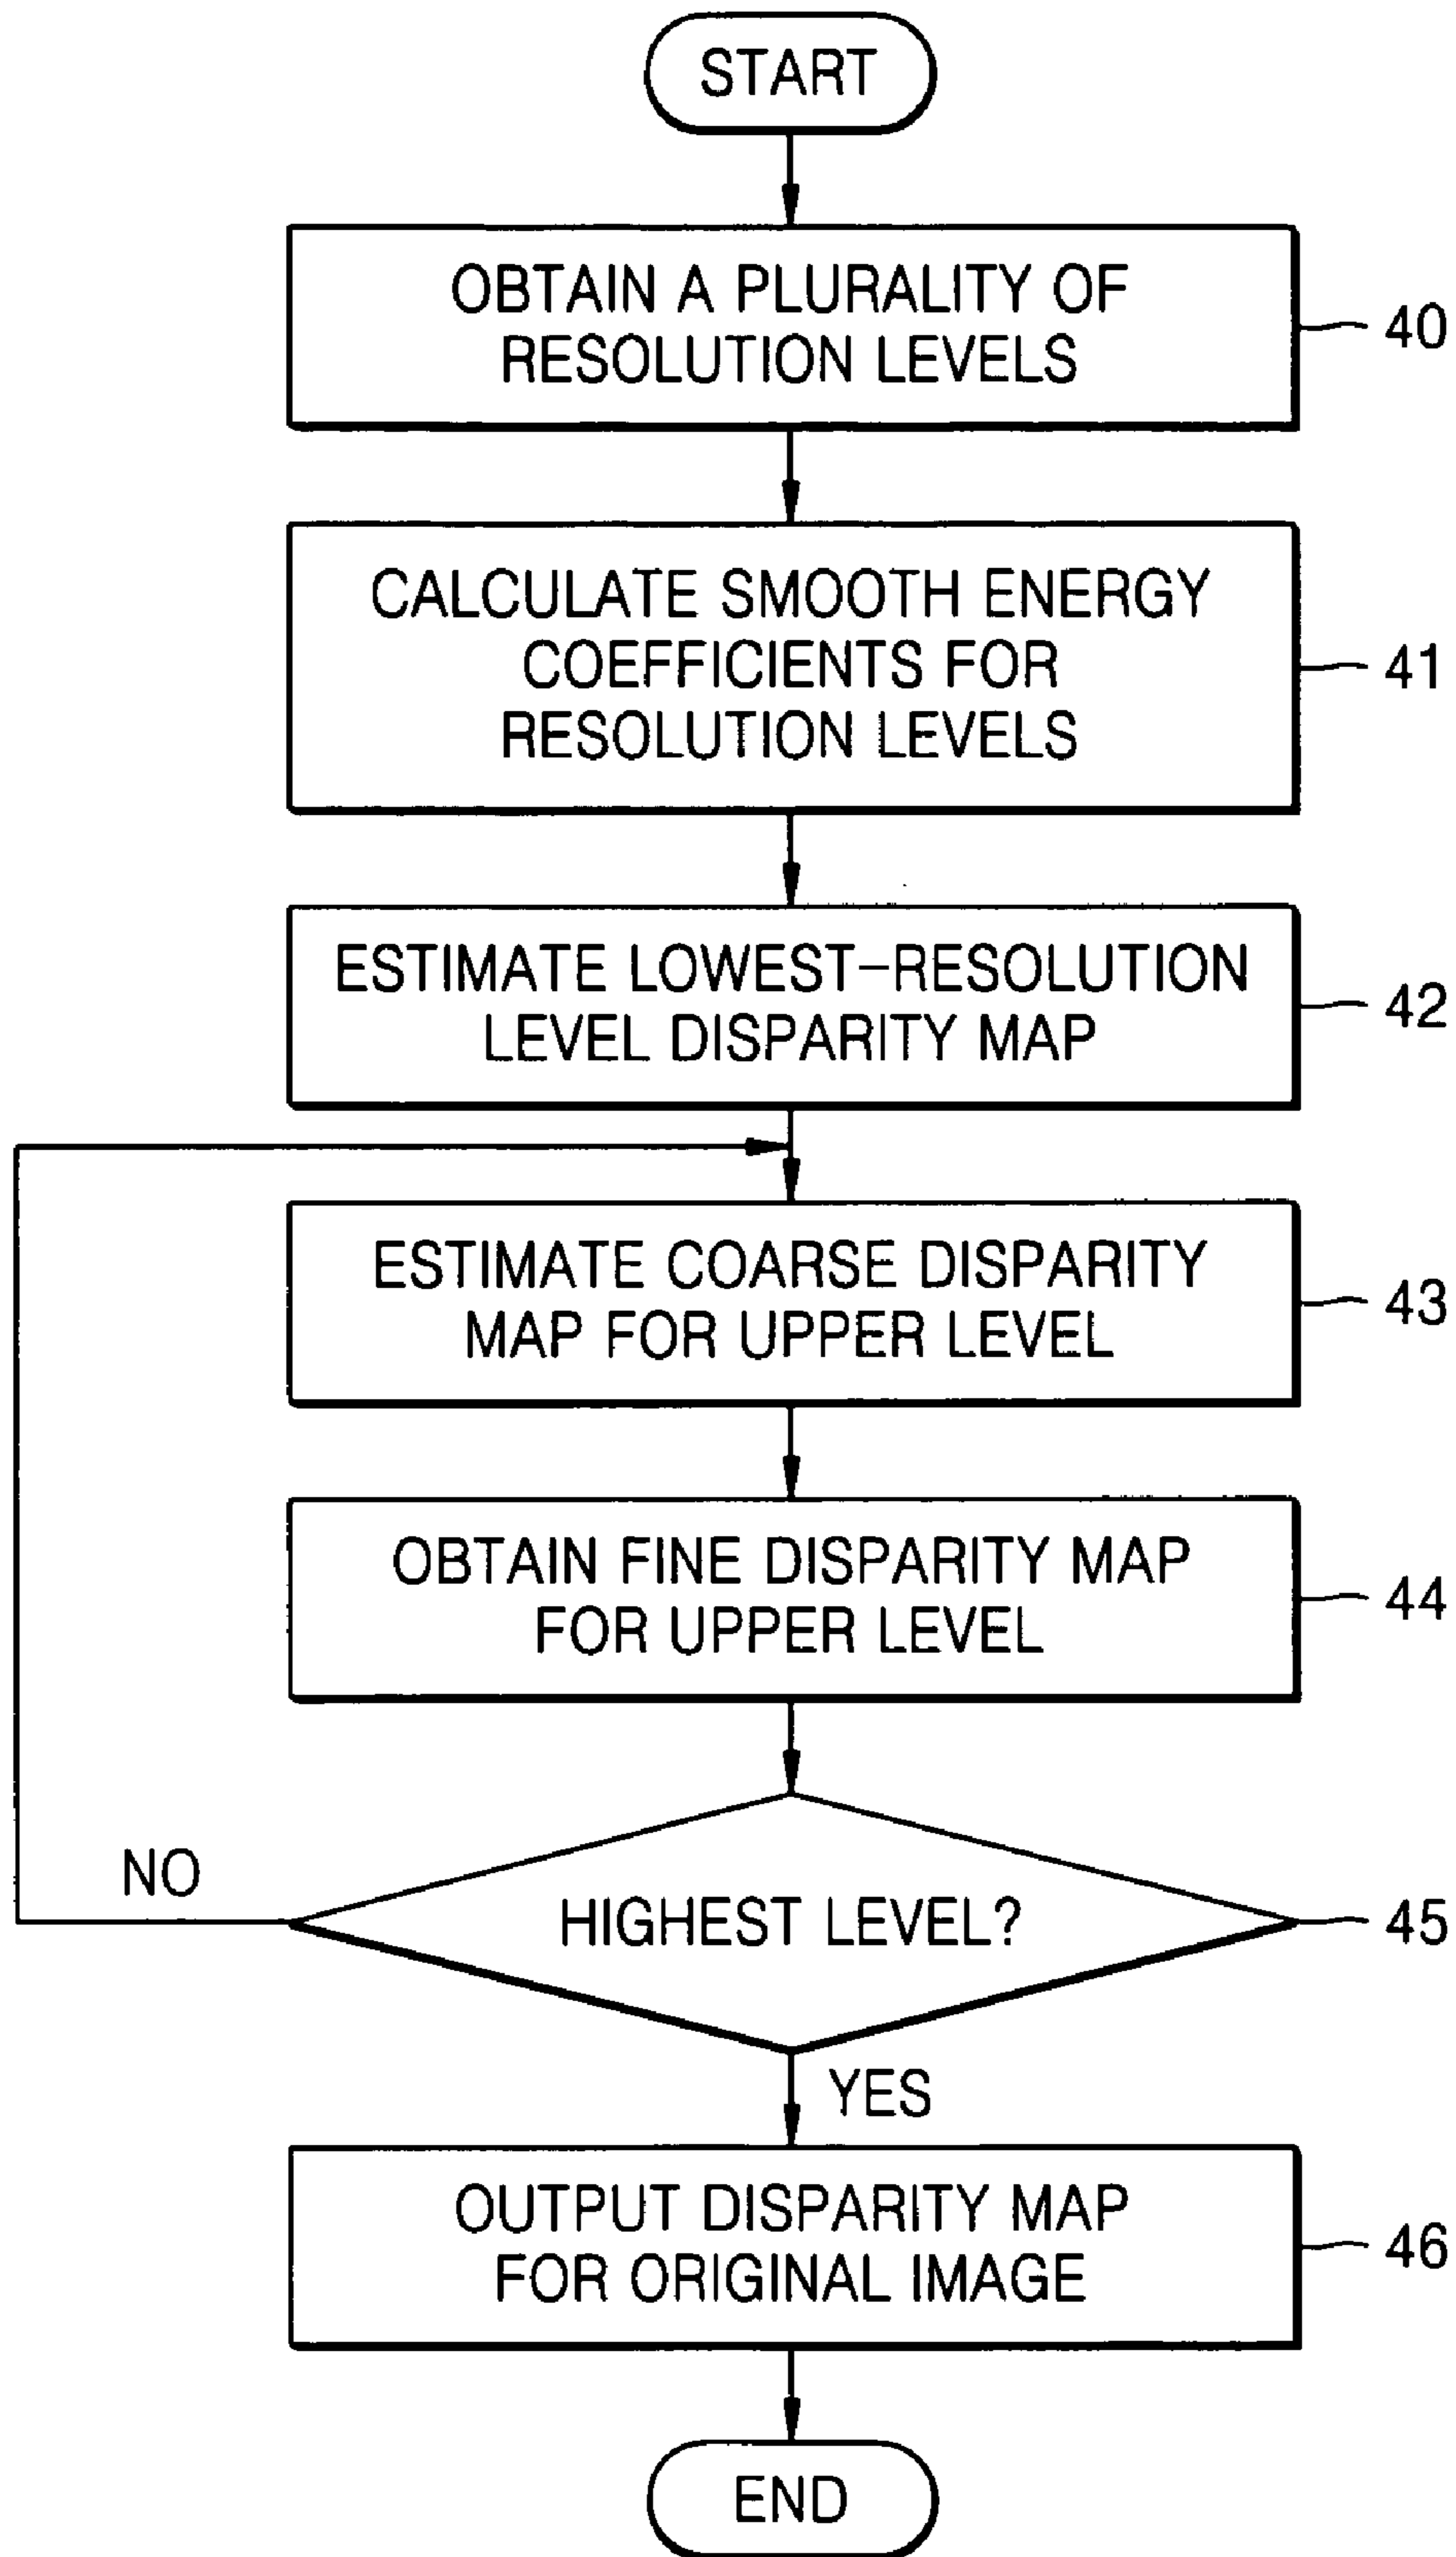 START
OBTAIN A PLURALITY OF
RESOLUTION LEVELS
40
CALCULATE SMOOTH ENERGY
COEFFICIENTS FOR
RESOLUTION LEVELS
41
ESTIMATE LOWEST-RESOLUTION
LEVEL DISPARITY MAP
42
ESTIMATE COARSE DISPARITY
MAP FOR UPPER LEVEL
43
OBTAIN FINE DISPARITY MAP
FOR UPPER LEVEL
44
NO
HIGHEST LEVEL?
45
YES
OUTPUT DISPARITY MAP
FOR ORIGINAL IMAGE
46
END